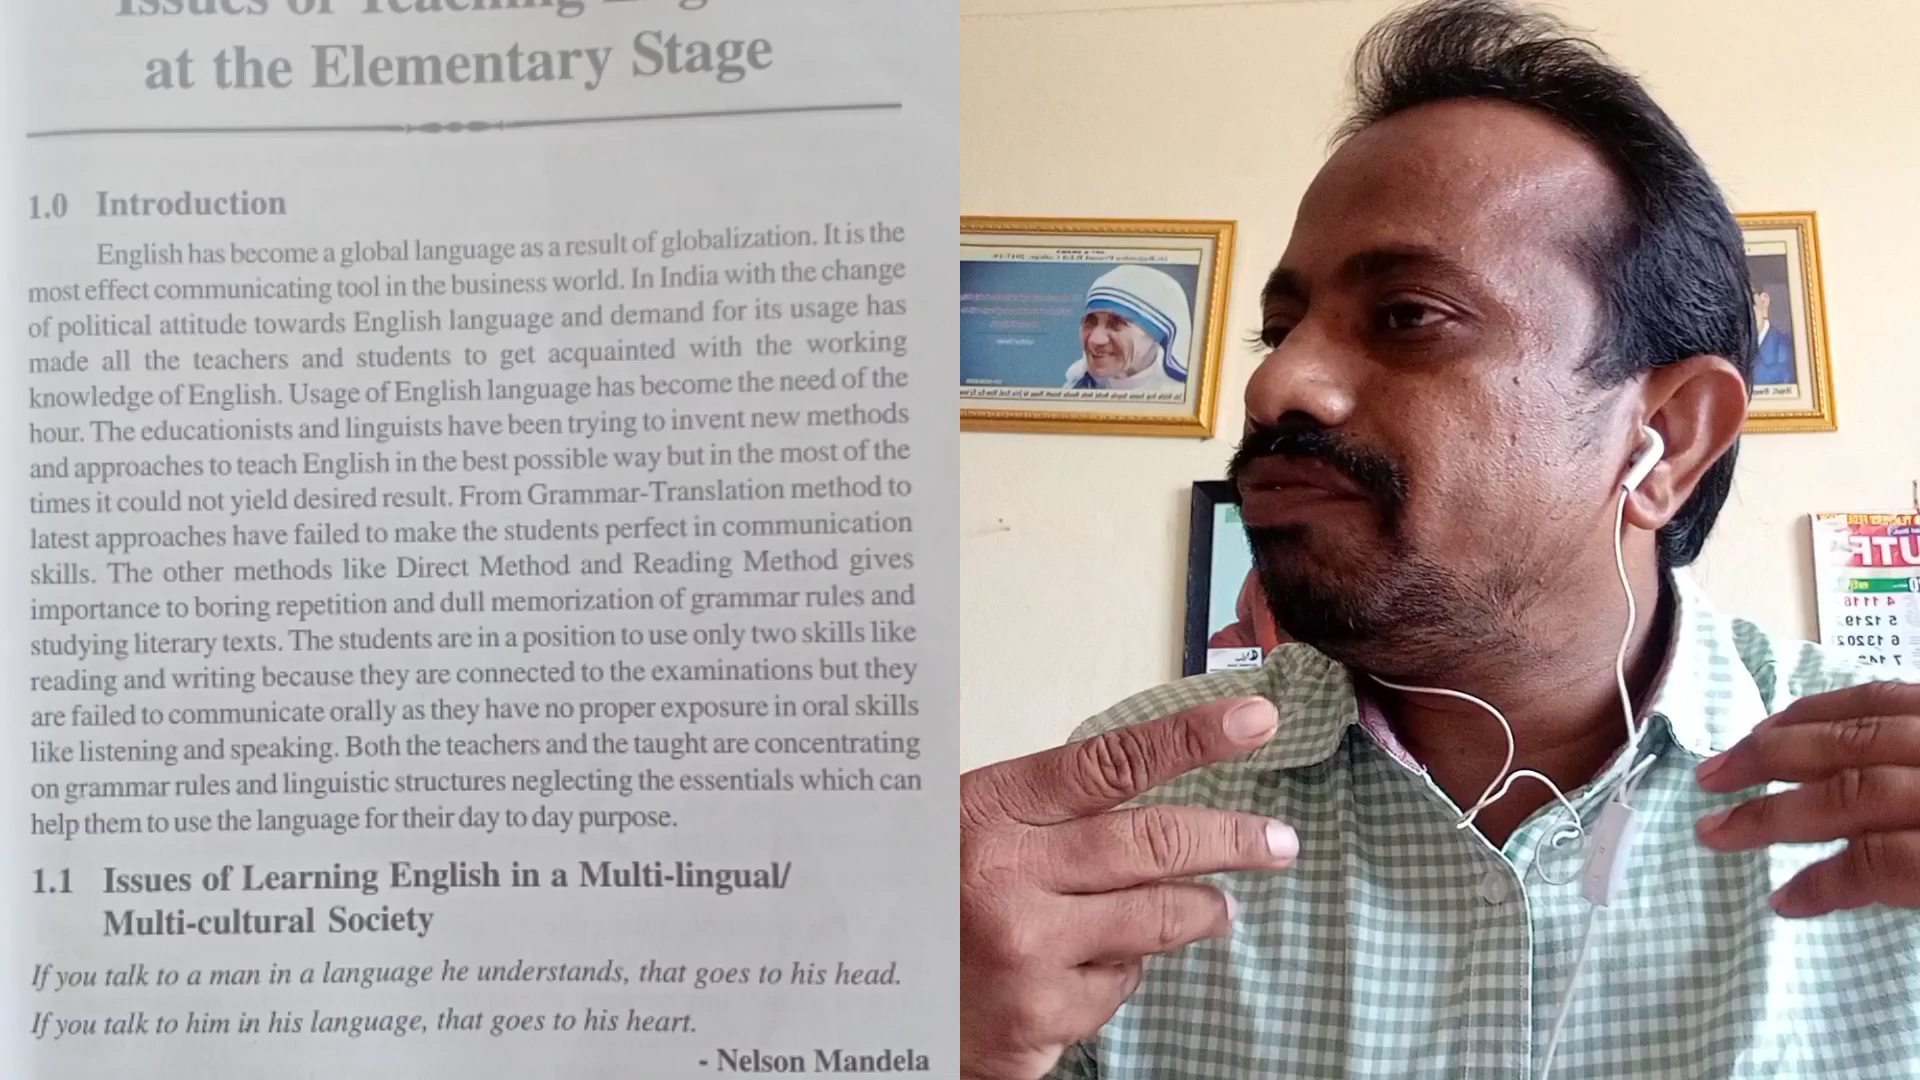 at the Elementary Stage
1.0 Introduction
English has become a global language as a result of globalization. It is the
most effect communicating tool in the business world. In India with the change
of political attitude towards English language and demand for its usage has
made all the teachers and students to get acquainted with the working
knowledge of English. Usage of English language has become the need of the
hour. The educationists and linguists have been trying to invent new methods
and approaches to teach English in the best possible way but in the most of the
times it could not yield desired result. From Grammar-Translation method to
latest approaches have failed to make the students perfect in communication
skills. The other methods like Direct Method and Reading Method gives
importance to boring repetition and dull memorization of grammar rules and
studying literary texts. The students are in a position to use only two skills like
reading and writing because they are connected to the examinations but they
are failed to communicate orally as they have no proper exposure in oral skills
like listening and speaking. Both the teachers and the taught are concentrating
on grammar rules and linguistic structures neglecting the essentials which can
help them to use the language for their day to day purpose.
1.1 Issues of Learning English in a Multi-lingual/
Multi-cultural Society
If you talk to a man in a language he understands, that goes to his head.
If you talk to him in his language, that goes to his heart.
- Nelson Mandela
UTF